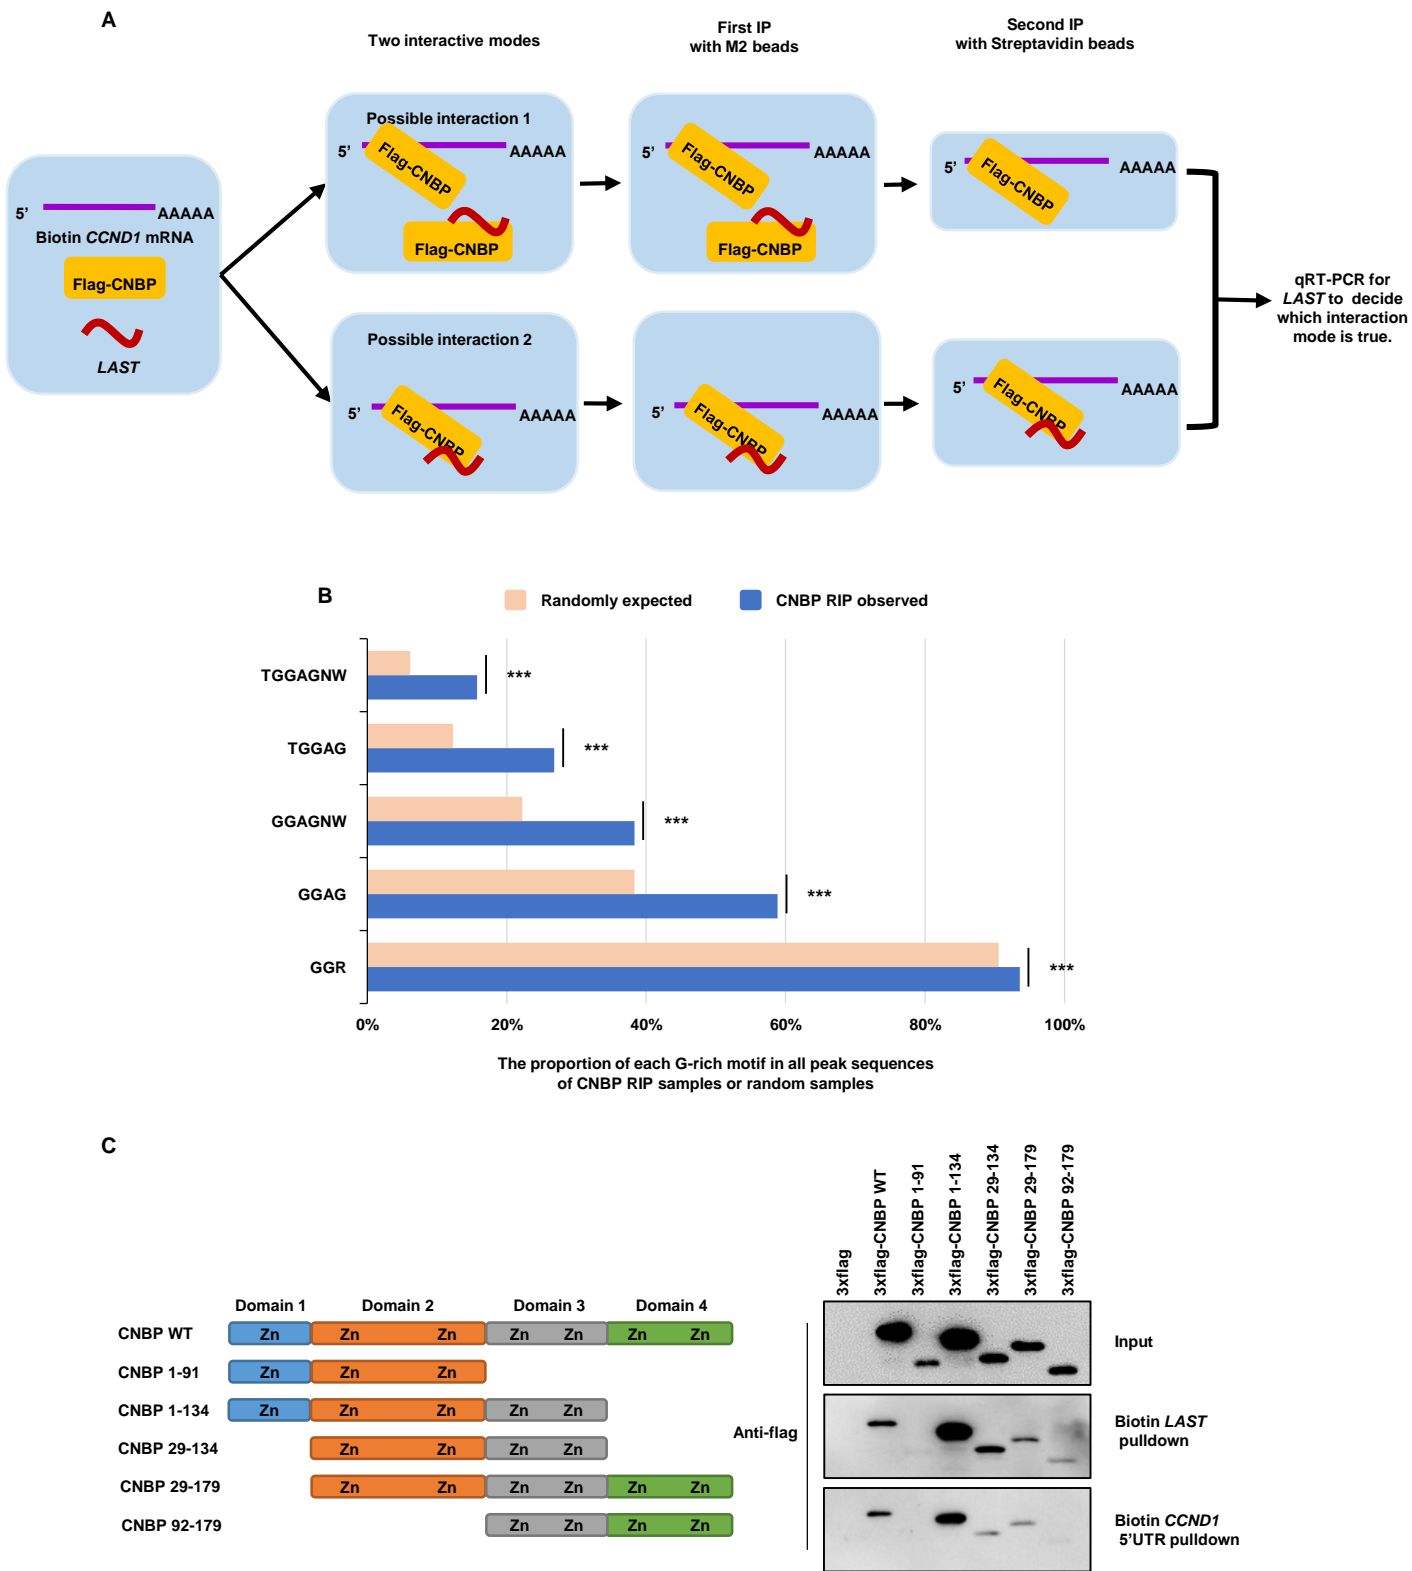 A
Two interactive modes
First IP
with M2 beads
Second IP
with Streptavidin beads
5’
AAAAA
Biotin CCND1 mRNA
Flag-CNBP
LAST
Possible interaction 1
5’
AAAAA
Flag-CNBP
Flag-CNBP
5’
AAAAA
Flag-CNBP
Flag-CNBP
5’
AAAAA
Flag-CNBP
Possible interaction 2
5’
AAAAA
Flag-CNBP
5’
AAAAA
Flag-CNBP
5’
AAAAA
Flag-CNBP
qRT-PCR for
LAST to decide
which interaction
mode is true.
B
Randomly expected
CNBP RIP observed
TGGAGNW
***
TGGAG
***
GGAGNW
***
GGAG
***
GGR
***
0%
20%
40%
60%
80%
100%
The proportion of each G-rich motif in all peak sequences
of CNBP RIP samples or random samples
C
Domain 1 Domain 2 Domain 3 Domain 4
CNBP WT Zn Zn Zn Zn Zn Zn Zn
CNBP 1-91 Zn Zn Zn
CNBP 1-134 Zn Zn Zn Zn Zn
CNBP 29-134 Zn Zn Zn Zn
CNBP 29-179 Zn Zn Zn Zn Zn Zn
CNBP 92-179 Zn Zn Zn Zn
3xflag
3xflag-CNBP WT
3xflag-CNBP 1-91
3xflag-CNBP 1-134
3xflag-CNBP 29-134
3xflag-CNBP 29-179
3xflag-CNBP 92-179
Anti-flag
Input
Biotin LAST
pulldown
Biotin CCND1
5’UTR pulldown